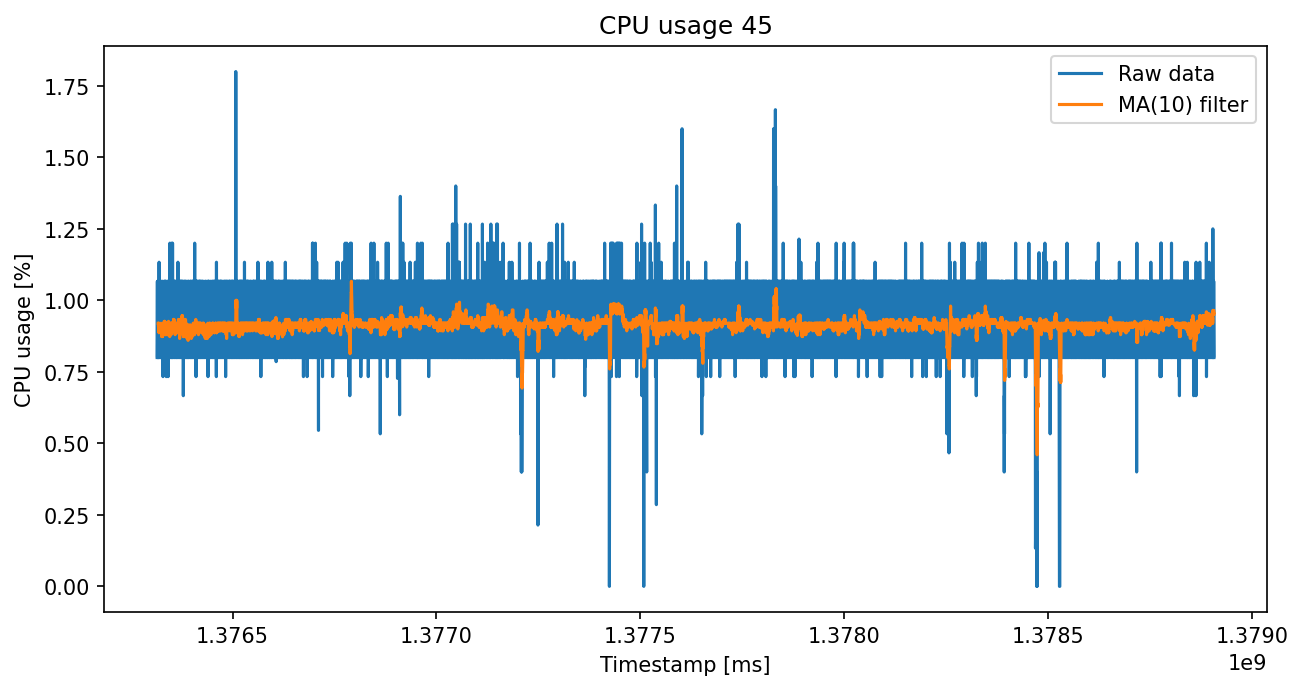 CPU usage 45
Raw data
MA(10) filter
CPU usage [%]
1.75
1.50
1.25
1.00
0.75
0.50
0.25
0.00
1.3765 1.3770 1.3775 1.3780 1.3785 1.3790
1e9
Timestamp [ms]